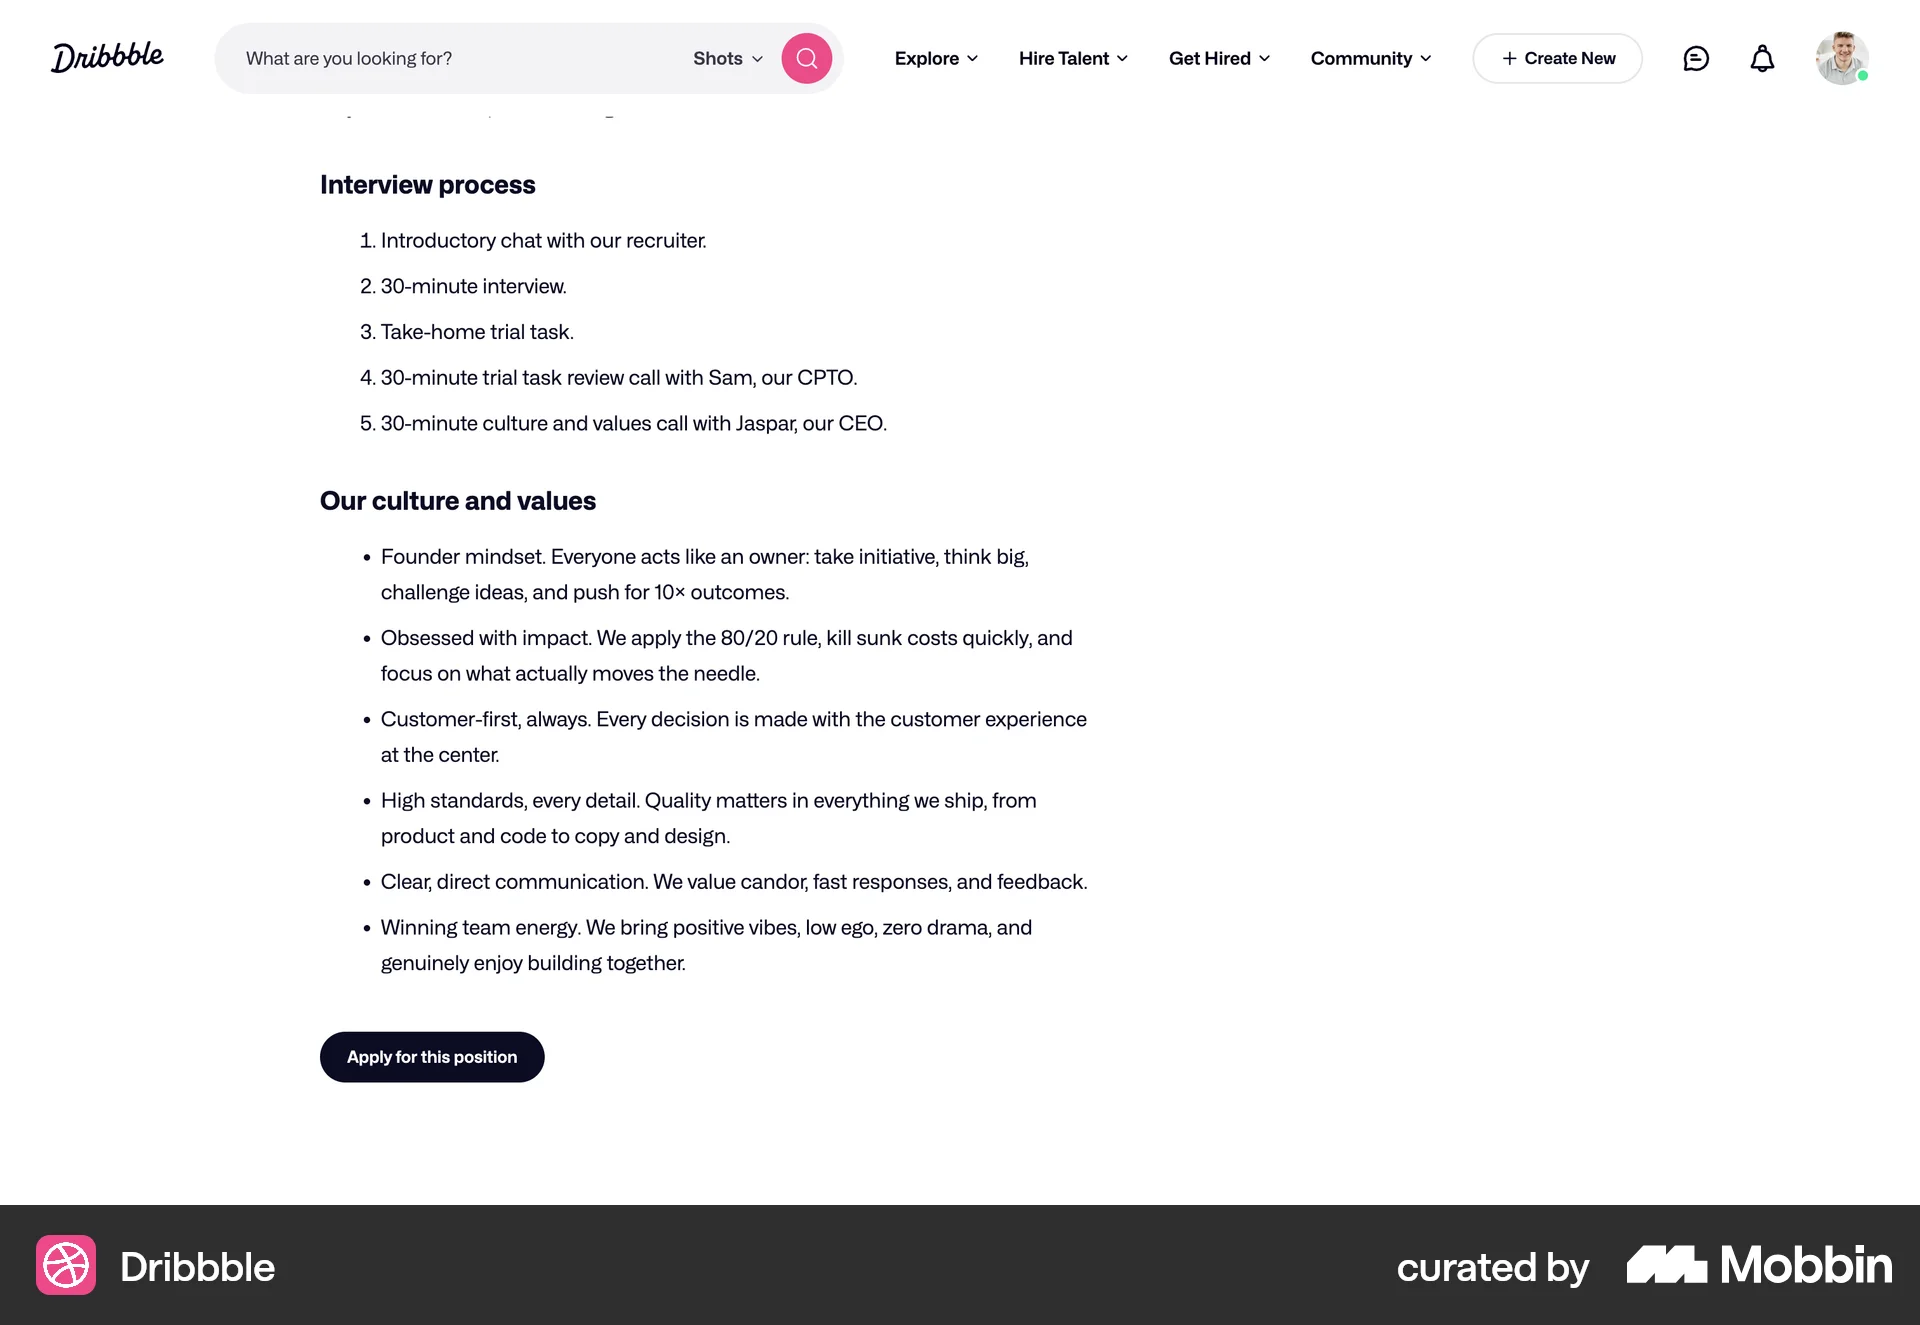 Dribbble
What are you looking for?
Shots
Explore
Hire Talent
Get Hired
Community
+ Create New
Interview process
1. Introductory chat with our recruiter.
2. 30-minute interview.
3. Take-home trial task.
4. 30-minute trial task review call with Sam, our CPTO.
5. 30-minute culture and values call with Jaspar, our CEO.
Our culture and values
• Founder mindset. Everyone acts like an owner: take initiative, think big,
challenge ideas, and push for 10× outcomes.
• Obsessed with impact. We apply the 80/20 rule, kill sunk costs quickly, and
focus on what actually moves the needle.
• Customer-first, always. Every decision is made with the customer experience
at the center.
• High standards, every detail. Quality matters in everything we ship, from
product and code to copy and design.
• Clear, direct communication. We value candor, fast responses, and feedback.
• Winning team energy. We bring positive vibes, low ego, zero drama, and
genuinely enjoy building together.
Apply for this position
Dribbble
curated by
Mobbin